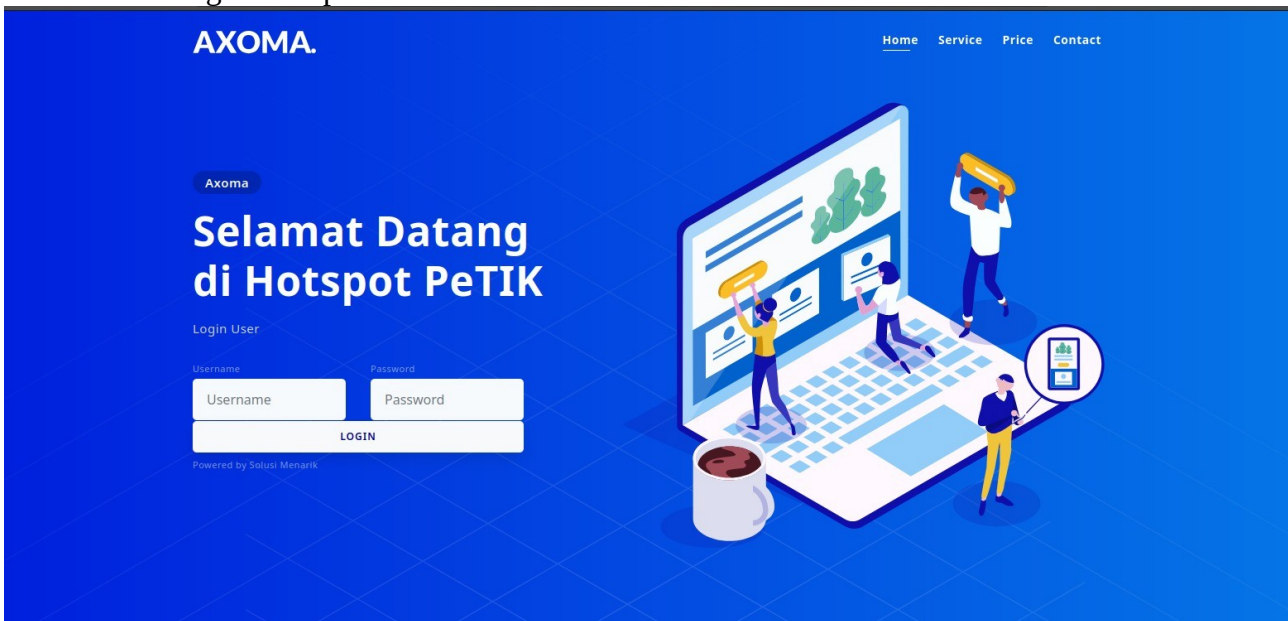 AXOMA.
Home Service Price Contact
Axoma
Selamat Datang
di Hotspot PeTIK
Login User
Username Password
Username Password
LOGIN
Powered by Solusi Menarik